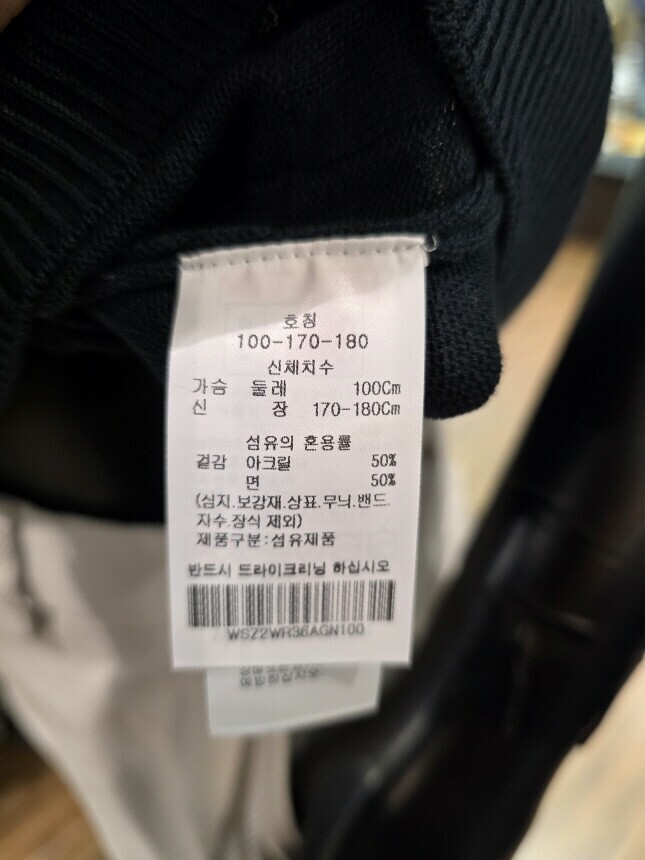 호칭
100-170-180
신체치수
가슴 둘레 100Cm
신 장 170-180Cm
섬유의 혼용률
겉감 아크릴 50%
면 50%
(심지.보강재.상표.무늬.밴드.
자수.장식 제외)
제품구분:섬유제품
반드시 드라이크리닝 하십시오
WSZ2WR36AGN100